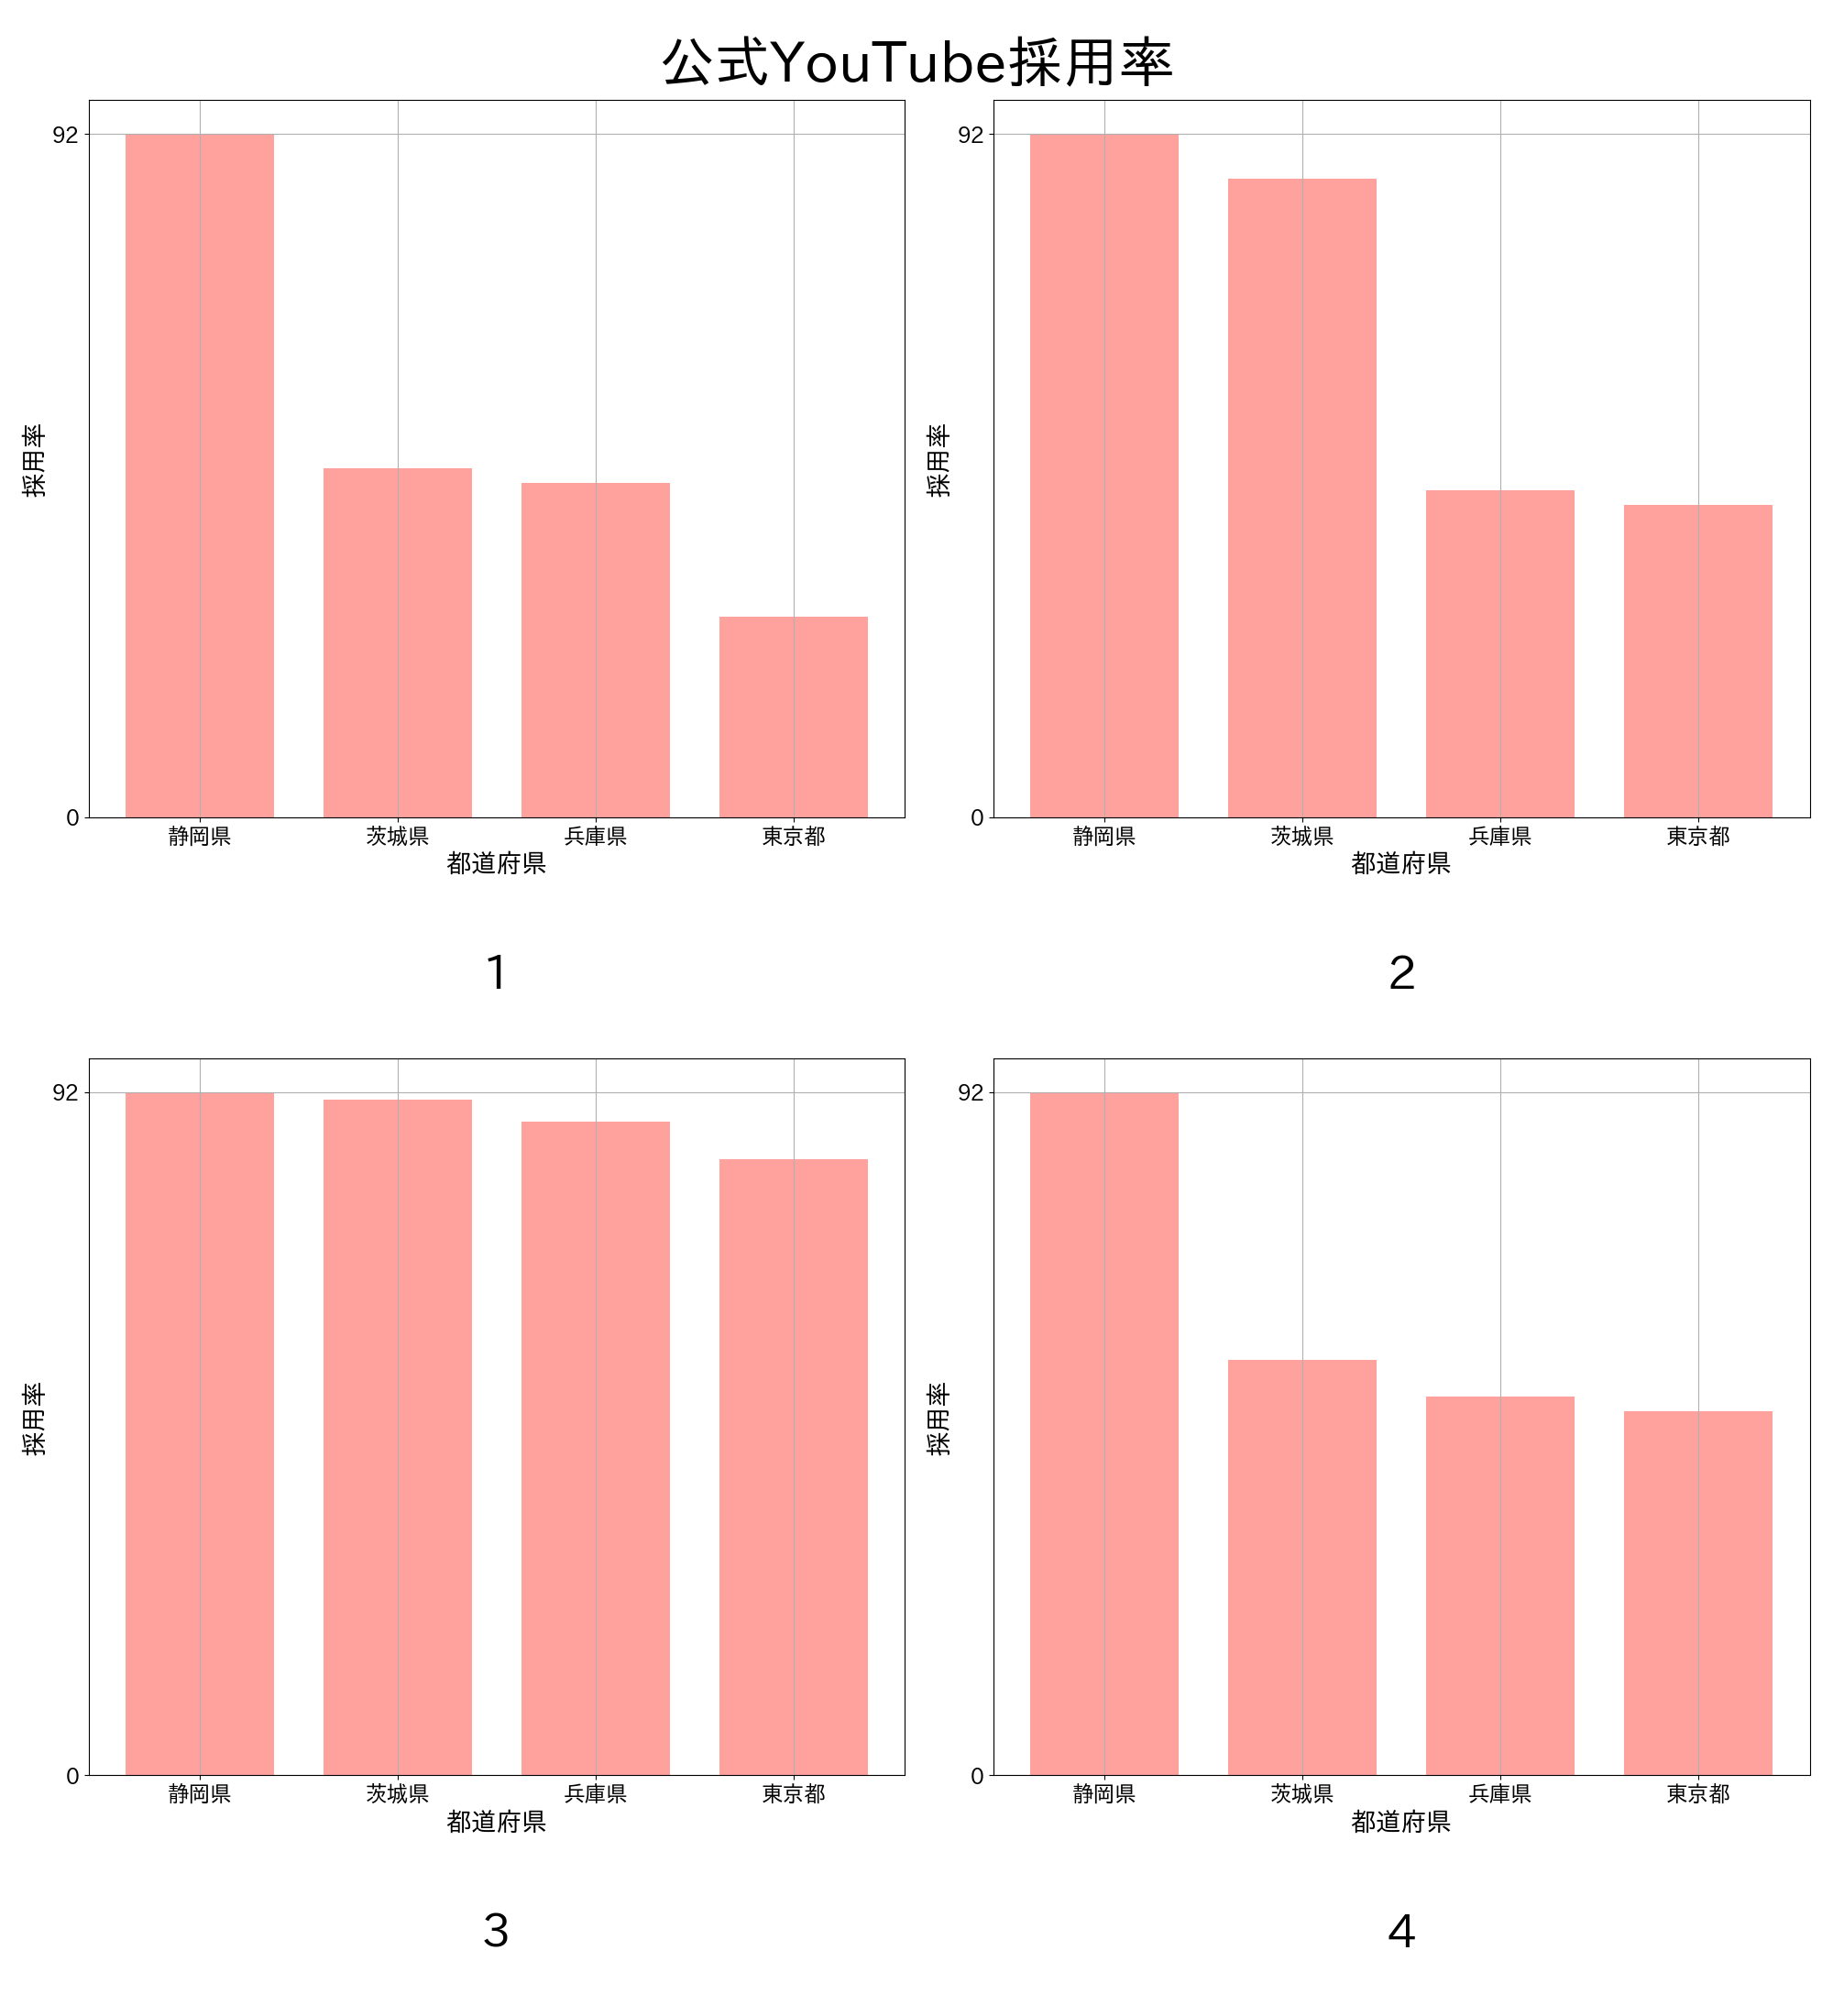 公式YouTube採用率
92
採用率
0
静岡県 茨城県 兵庫県 東京都
都道府県
1
92
採用率
0
静岡県 茨城県 兵庫県 東京都
都道府県
2
92
採用率
0
静岡県 茨城県 兵庫県 東京都
都道府県
3
92
採用率
0
静岡県 茨城県 兵庫県 東京都
都道府県
4